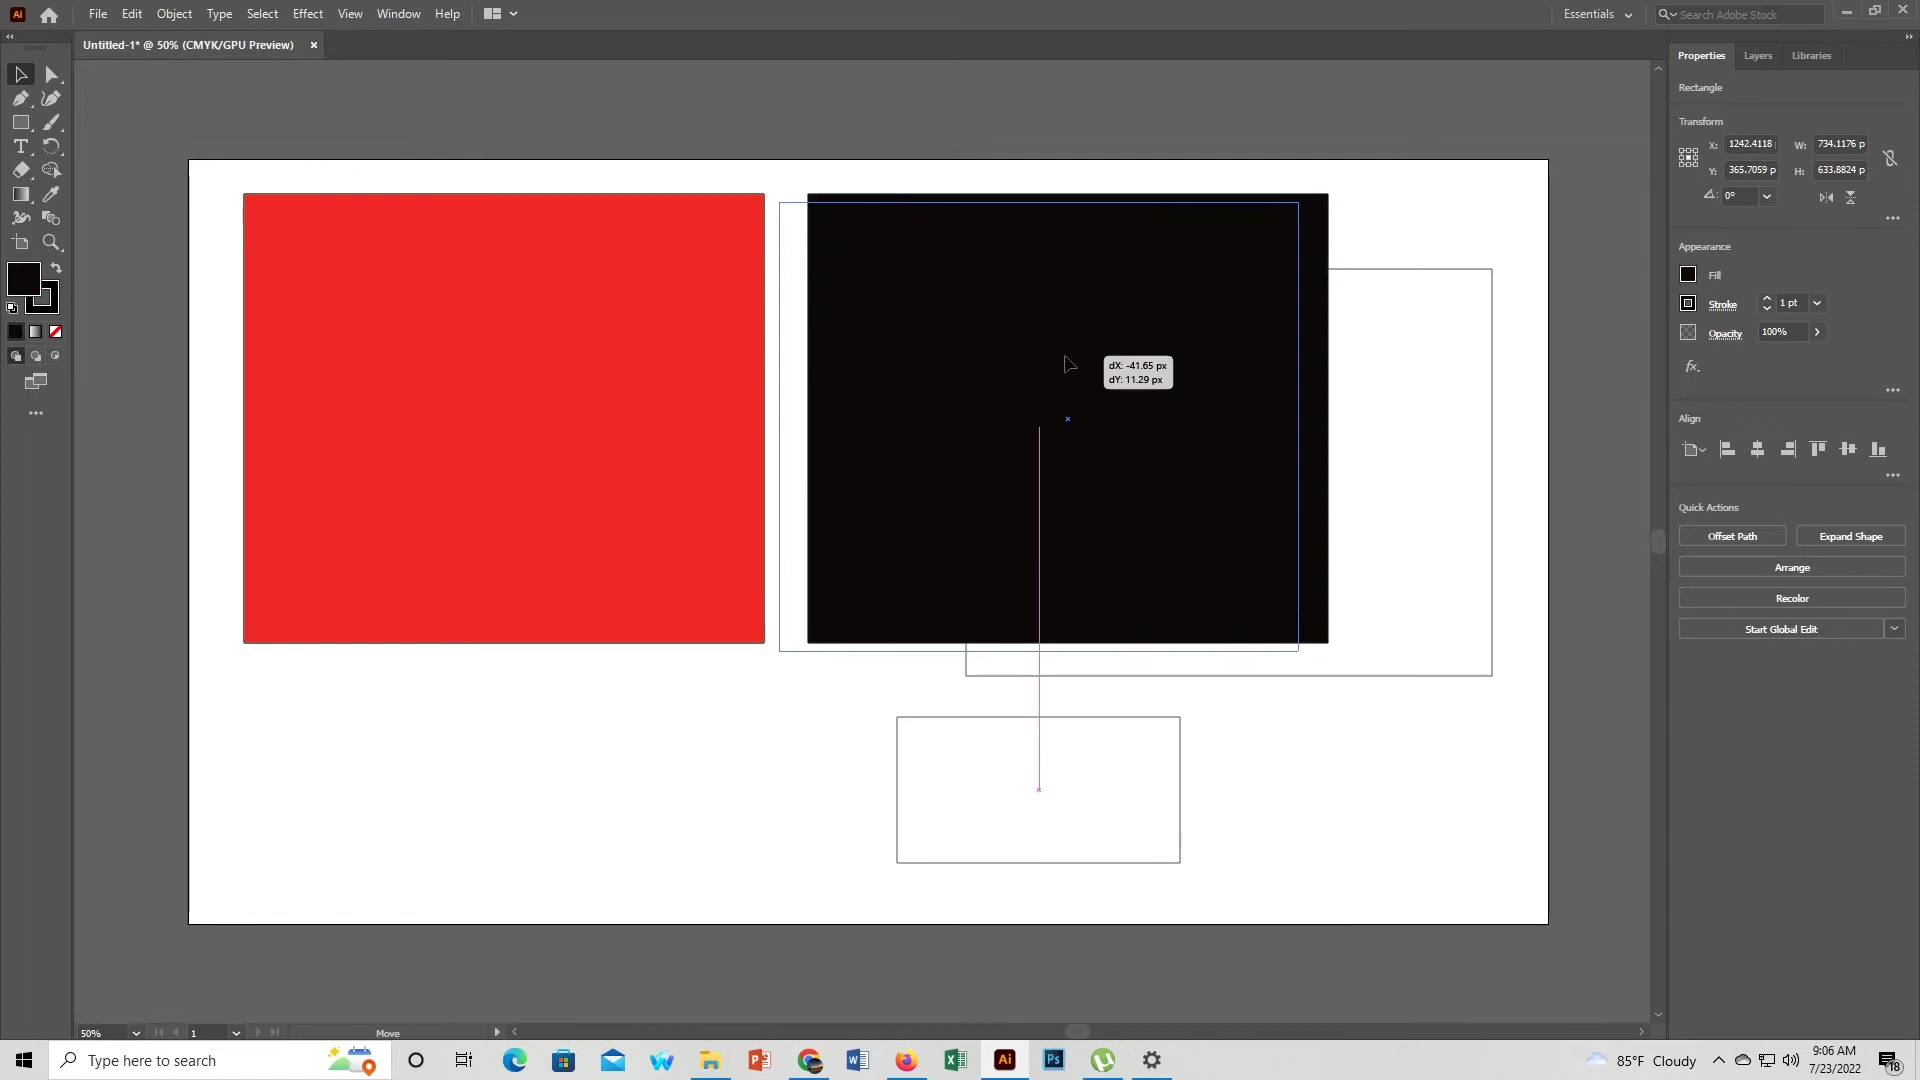 Ai File Edit Object Type Select Effect View Window Help Essentials Search Adobe Stock
Untitled-1* @ 50% (CMYK/GPU Preview) ×
Properties Layers Libraries
Rectangle
Transform
X: 1242.4118 W: 734.1176 p
Y: 365.7059 p H: 633.8824 p
0°
Appearance
Fill
Stroke 1 pt
Opacity 100%
fx.
dX: -41.65 px
dY: 11.29 px
Align
Quick Actions
Offset Path Expand Shape
Arrange
Recolor
Start Global Edit
50% 1 Move
Type here to search
85°F Cloudy
9:06 AM
7/23/2022
18